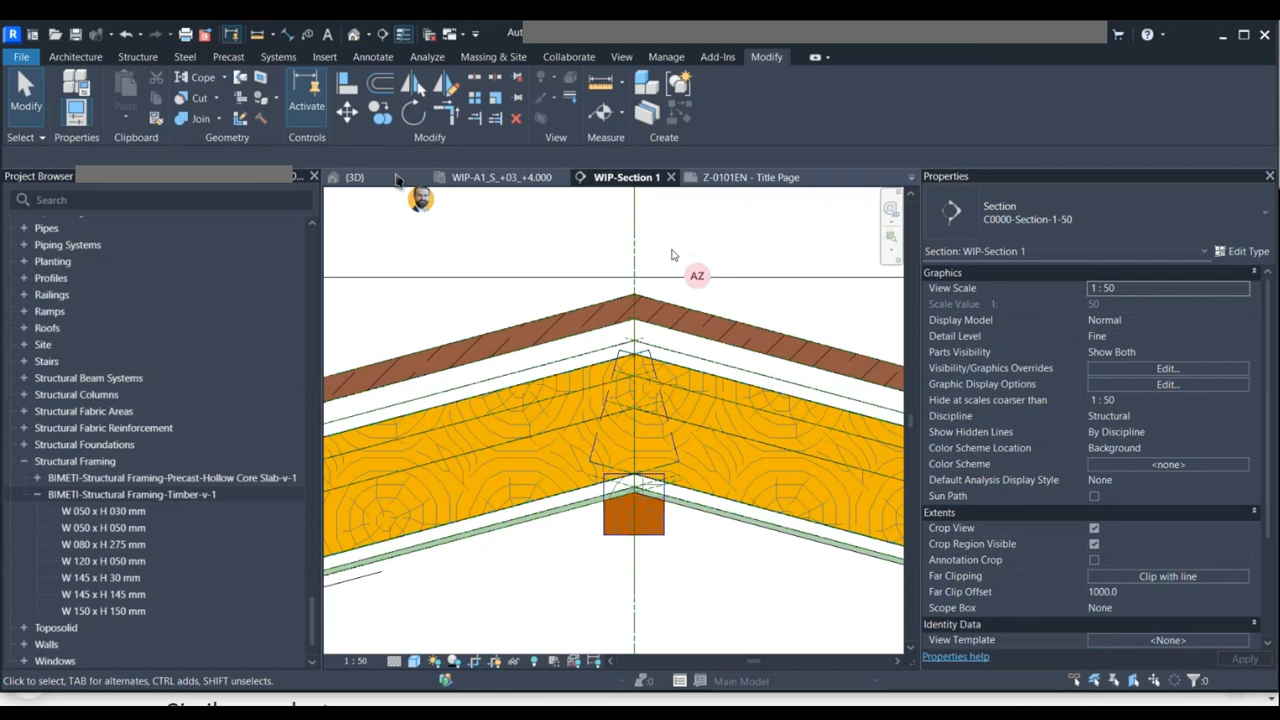 Aut
File Architecture Structure Steel Precast Systems Insert Annotate Analyze Massing & Site Collaborate View Manage Add-Ins Modify
Cope
Modify Cut Activate
Paste
Join
Select Properties Clipboard Geometry Controls Modify View Measure Create
Project Browser 0...
{3D} WIP-A1_S_+03_+4.000 WIP-Section 1 Z-0101EN - Title Page
Properties
Search
Section
C0000-Section-1-50
Pipes
Piping Systems
Planting
Profiles
Railings
Ramps
Roofs
Site
Stairs
Structural Beam Systems
Structural Columns
Structural Fabric Areas
Structural Fabric Reinforcement
Structural Foundations
Structural Framing
BIMETI-Structural Framing-Precast-Hollow Core Slab-v-1
BIMETI-Structural Framing-Timber-v-1
W 050 x H 030 mm
W 050 x H 050 mm
W 080 x H 275 mm
W 120 x H 050 mm
W 145 x H 30 mm
W 145 x H 145 mm
W 150 x H 150 mm
Toposolid
Walls
Windows
AZ
Section: WIP-Section 1 Edit Type
Graphics
View Scale 1 : 50
Scale Value 1: 50
Display Model Normal
Detail Level Fine
Parts Visibility Show Both
Visibility/Graphics Overrides Edit...
Graphic Display Options Edit...
Hide at scales coarser than 1 : 50
Discipline Structural
Show Hidden Lines By Discipline
Color Scheme Location Background
Color Scheme <none>
Default Analysis Display Style None
Sun Path
Extents
Crop View
Crop Region Visible
Annotation Crop
Far Clipping Clip with line
Far Clip Offset 1000.0
Scope Box None
Identity Data
View Template <None>
Properties help Apply
1 : 50
Click to select, TAB for alternates, CTRL adds, SHIFT unselects. :0 Main Model :0